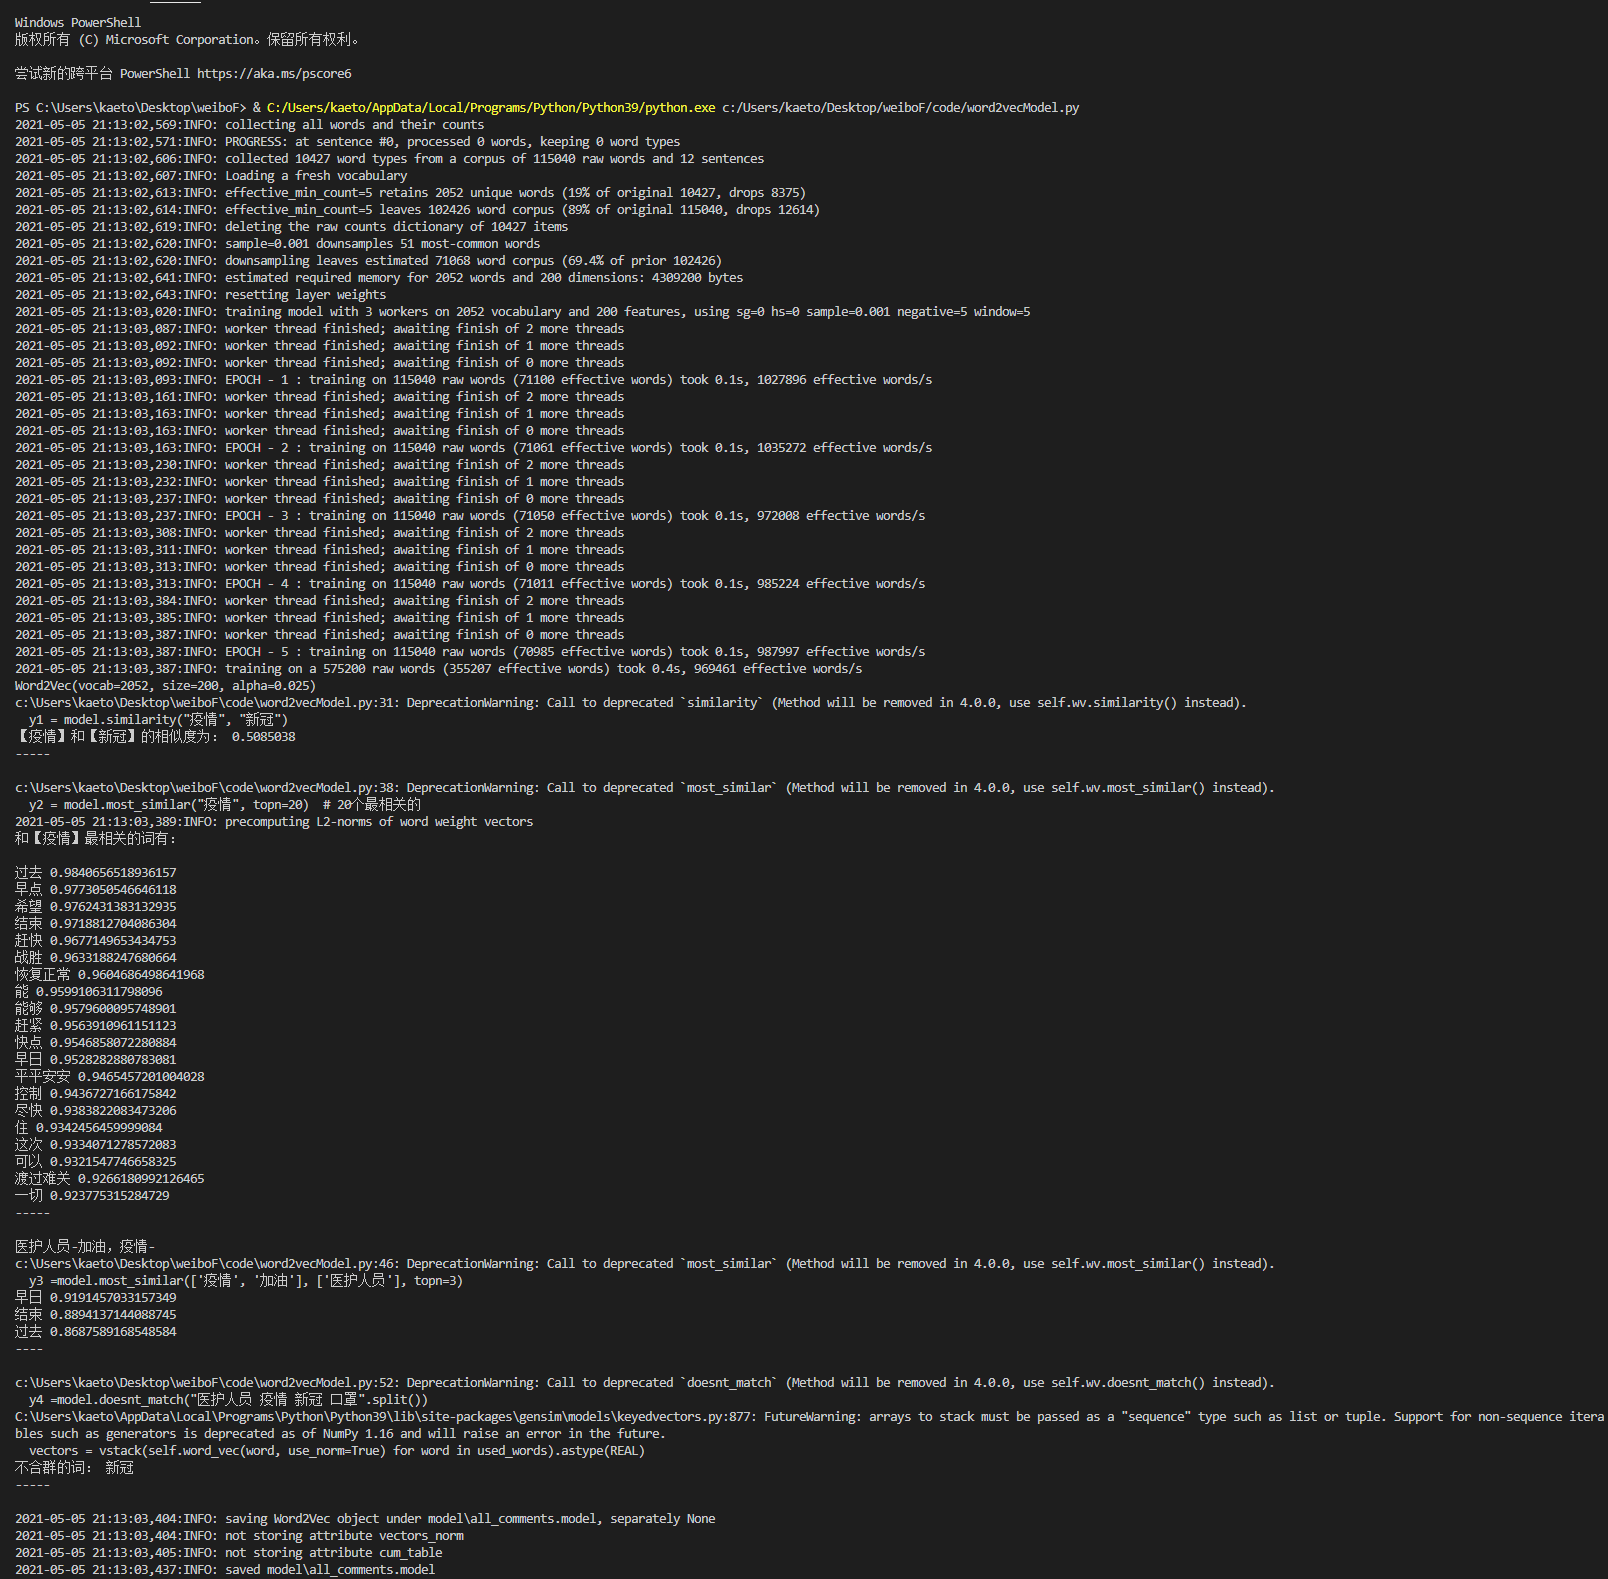 Windows PowerShell
版权所有 (C) Microsoft Corporation。保留所有权利。
尝试新的跨平台 PowerShell https://aka.ms/pscore6
PS C:\Users\kaeto\Desktop\weiboF> & C:/Users/kaeto/AppData/Local/Programs/Python/Python39/python.exe c:/Users/kaeto/Desktop/weiboF/code/word2vecModel.py
2021-05-05 21:13:02,569:INFO: collecting all words and their counts
2021-05-05 21:13:02,571:INFO: PROGRESS: at sentence #0, processed 0 words, keeping 0 word types
2021-05-05 21:13:02,606:INFO: collected 10427 word types from a corpus of 115040 raw words and 12 sentences
2021-05-05 21:13:02,607:INFO: Loading a fresh vocabulary
2021-05-05 21:13:02,613:INFO: effective_min_count=5 retains 2052 unique words (19% of original 10427, drops 8375)
2021-05-05 21:13:02,614:INFO: effective_min_count=5 leaves 102426 word corpus (89% of original 115040, drops 12614)
2021-05-05 21:13:02,619:INFO: deleting the raw counts dictionary of 10427 items
2021-05-05 21:13:02,620:INFO: sample=0.001 downsamples 51 most-common words
2021-05-05 21:13:02,620:INFO: downsampling leaves estimated 71068 word corpus (69.4% of prior 102426)
2021-05-05 21:13:02,641:INFO: estimated required memory for 2052 words and 200 dimensions: 4309200 bytes
2021-05-05 21:13:02,643:INFO: resetting layer weights
2021-05-05 21:13:03,020:INFO: training model with 3 workers on 2052 vocabulary and 200 features, using sg=0 hs=0 sample=0.001 negative=5 window=5
2021-05-05 21:13:03,087:INFO: worker thread finished; awaiting finish of 2 more threads
2021-05-05 21:13:03,092:INFO: worker thread finished; awaiting finish of 1 more threads
2021-05-05 21:13:03,092:INFO: worker thread finished; awaiting finish of 0 more threads
2021-05-05 21:13:03,093:INFO: EPOCH - 1 : training on 115040 raw words (71100 effective words) took 0.1s, 1027896 effective words/s
2021-05-05 21:13:03,161:INFO: worker thread finished; awaiting finish of 2 more threads
2021-05-05 21:13:03,163:INFO: worker thread finished; awaiting finish of 1 more threads
2021-05-05 21:13:03,163:INFO: worker thread finished; awaiting finish of 0 more threads
2021-05-05 21:13:03,163:INFO: EPOCH - 2 : training on 115040 raw words (71061 effective words) took 0.1s, 1035272 effective words/s
2021-05-05 21:13:03,230:INFO: worker thread finished; awaiting finish of 2 more threads
2021-05-05 21:13:03,232:INFO: worker thread finished; awaiting finish of 1 more threads
2021-05-05 21:13:03,237:INFO: worker thread finished; awaiting finish of 0 more threads
2021-05-05 21:13:03,237:INFO: EPOCH - 3 : training on 115040 raw words (71050 effective words) took 0.1s, 972008 effective words/s
2021-05-05 21:13:03,308:INFO: worker thread finished; awaiting finish of 2 more threads
2021-05-05 21:13:03,311:INFO: worker thread finished; awaiting finish of 1 more threads
2021-05-05 21:13:03,313:INFO: worker thread finished; awaiting finish of 0 more threads
2021-05-05 21:13:03,313:INFO: EPOCH - 4 : training on 115040 raw words (71011 effective words) took 0.1s, 985224 effective words/s
2021-05-05 21:13:03,384:INFO: worker thread finished; awaiting finish of 2 more threads
2021-05-05 21:13:03,385:INFO: worker thread finished; awaiting finish of 1 more threads
2021-05-05 21:13:03,387:INFO: worker thread finished; awaiting finish of 0 more threads
2021-05-05 21:13:03,387:INFO: EPOCH - 5 : training on 115040 raw words (70985 effective words) took 0.1s, 987997 effective words/s
2021-05-05 21:13:03,387:INFO: training on a 575200 raw words (355207 effective words) took 0.4s, 969461 effective words/s
Word2Vec(vocab=2052, size=200, alpha=0.025)
c:\Users\kaeto\Desktop\weiboF\code\word2vecModel.py:31: DeprecationWarning: Call to deprecated `similarity` (Method will be removed in 4.0.0, use self.wv.similarity() instead).
y1 = model.similarity("疫情", "新冠")
【疫情】和【新冠】的相似度为： 0.5085038
-----
c:\Users\kaeto\Desktop\weiboF\code\word2vecModel.py:38: DeprecationWarning: Call to deprecated `most_similar` (Method will be removed in 4.0.0, use self.wv.most_similar() instead).
y2 = model.most_similar("疫情", topn=20)  # 20个最相关的
2021-05-05 21:13:03,389:INFO: precomputing L2-norms of word weight vectors
和【疫情】最相关的词有：
过去 0.9840656518936157
早点 0.9773050546646118
希望 0.9762431383132935
结束 0.9718812704086304
赶快 0.9677149653434753
战胜 0.9633188247680664
恢复正常 0.9604686498641968
能 0.9599106311798096
能够 0.9579600095748901
赶紧 0.9563910961151123
快点 0.9546858072280884
早日 0.9528282880783081
平平安安 0.9465457201004028
控制 0.9436727166175842
尽快 0.9383822083473206
住 0.9342456459999084
这次 0.9334071278572083
可以 0.9321547746658325
渡过难关 0.9266180992126465
一切 0.923775315284729
-----
医护人员-加油，疫情-
c:\Users\kaeto\Desktop\weiboF\code\word2vecModel.py:46: DeprecationWarning: Call to deprecated `most_similar` (Method will be removed in 4.0.0, use self.wv.most_similar() instead).
y3 =model.most_similar(['疫情', '加油'], ['医护人员'], topn=3)
早日 0.9191457033157349
结束 0.8894137144088745
过去 0.8687589168548584
----
c:\Users\kaeto\Desktop\weiboF\code\word2vecModel.py:52: DeprecationWarning: Call to deprecated `doesnt_match` (Method will be removed in 4.0.0, use self.wv.doesnt_match() instead).
y4 =model.doesnt_match("医护人员 疫情 新冠 口罩".split())
C:\Users\kaeto\AppData\Local\Programs\Python\Python39\lib\site-packages\gensim\models\keyedvectors.py:877: FutureWarning: arrays to stack must be passed as a "sequence" type such as list or tuple. Support for non-sequence itera
bles such as generators is deprecated as of NumPy 1.16 and will raise an error in the future.
vectors = vstack(self.word_vec(word, use_norm=True) for word in used_words).astype(REAL)
不合群的词： 新冠
-----
2021-05-05 21:13:03,404:INFO: saving Word2Vec object under model\all_comments.model, separately None
2021-05-05 21:13:03,404:INFO: not storing attribute vectors_norm
2021-05-05 21:13:03,405:INFO: not storing attribute cum_table
2021-05-05 21:13:03,437:INFO: saved model\all_comments.model